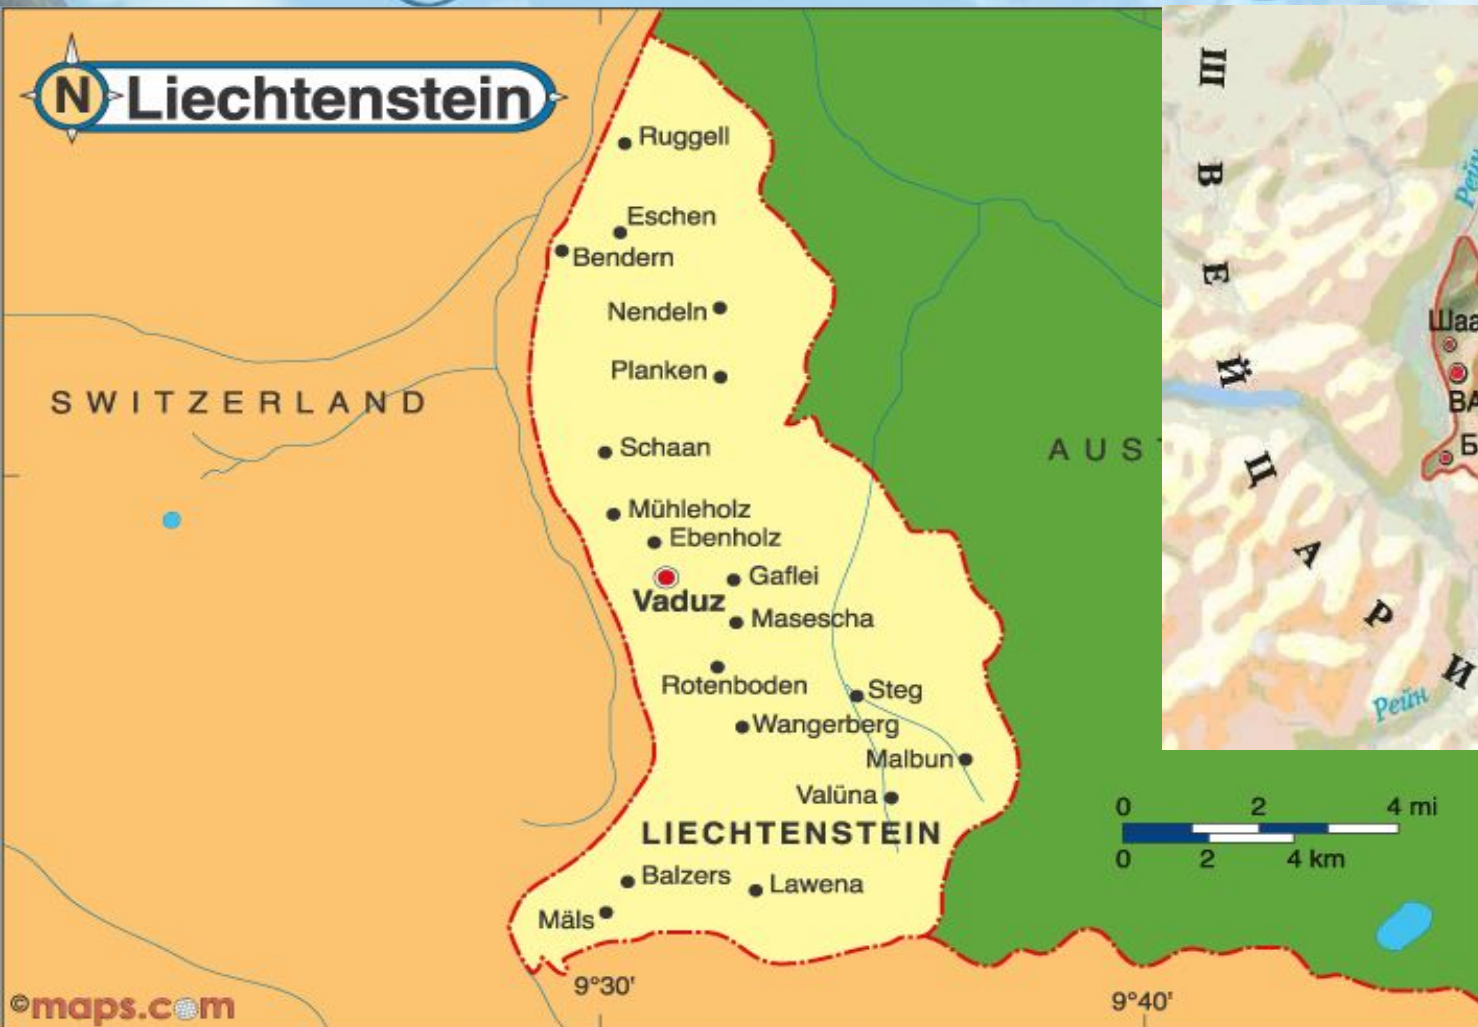 N Liechtenstein
Ruggell
Eschen
Bendern
Nendeln
Planken
SWITZERLAND
Schaan
AUST
Mühleholz
Ebenholz
Gaflei
Vaduz
Masescha
Rotenboden
Steg
Wangerberg
Malbun
Valüna
LIECHTENSTEIN
Balzers
Lawena
Mäls
9°30'
9°40'
0 2 4 mi
0 2 4 km
©maps.com
ШВЕЙЦАРИ
Рейн
Шаа
ВА
Б
Рейн